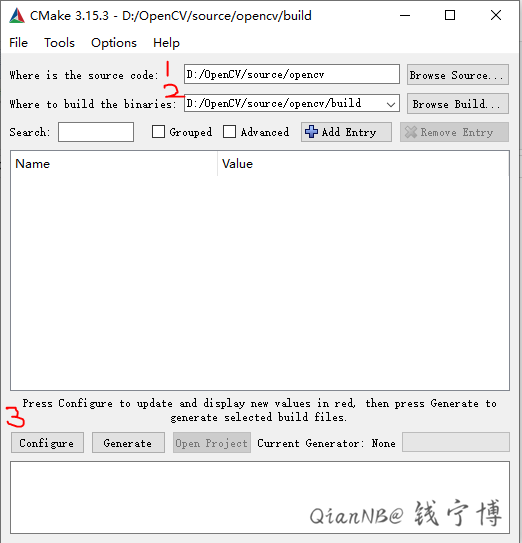 CMake 3.15.3 - D:/OpenCV/source/opencv/build
File Tools Options Help
Where is the source code: 1 D:/OpenCV/source/opencv Browse Source...
Where to build the binaries: 2 D:/OpenCV/source/opencv/build Browse Build...
Search: Grouped Advanced Add Entry Remove Entry
Name Value
Press Configure to update and display new values in red, then press Generate to
generate selected build files.
3
Configure Generate Open Project Current Generator: None
QianNB@ 钱宁博